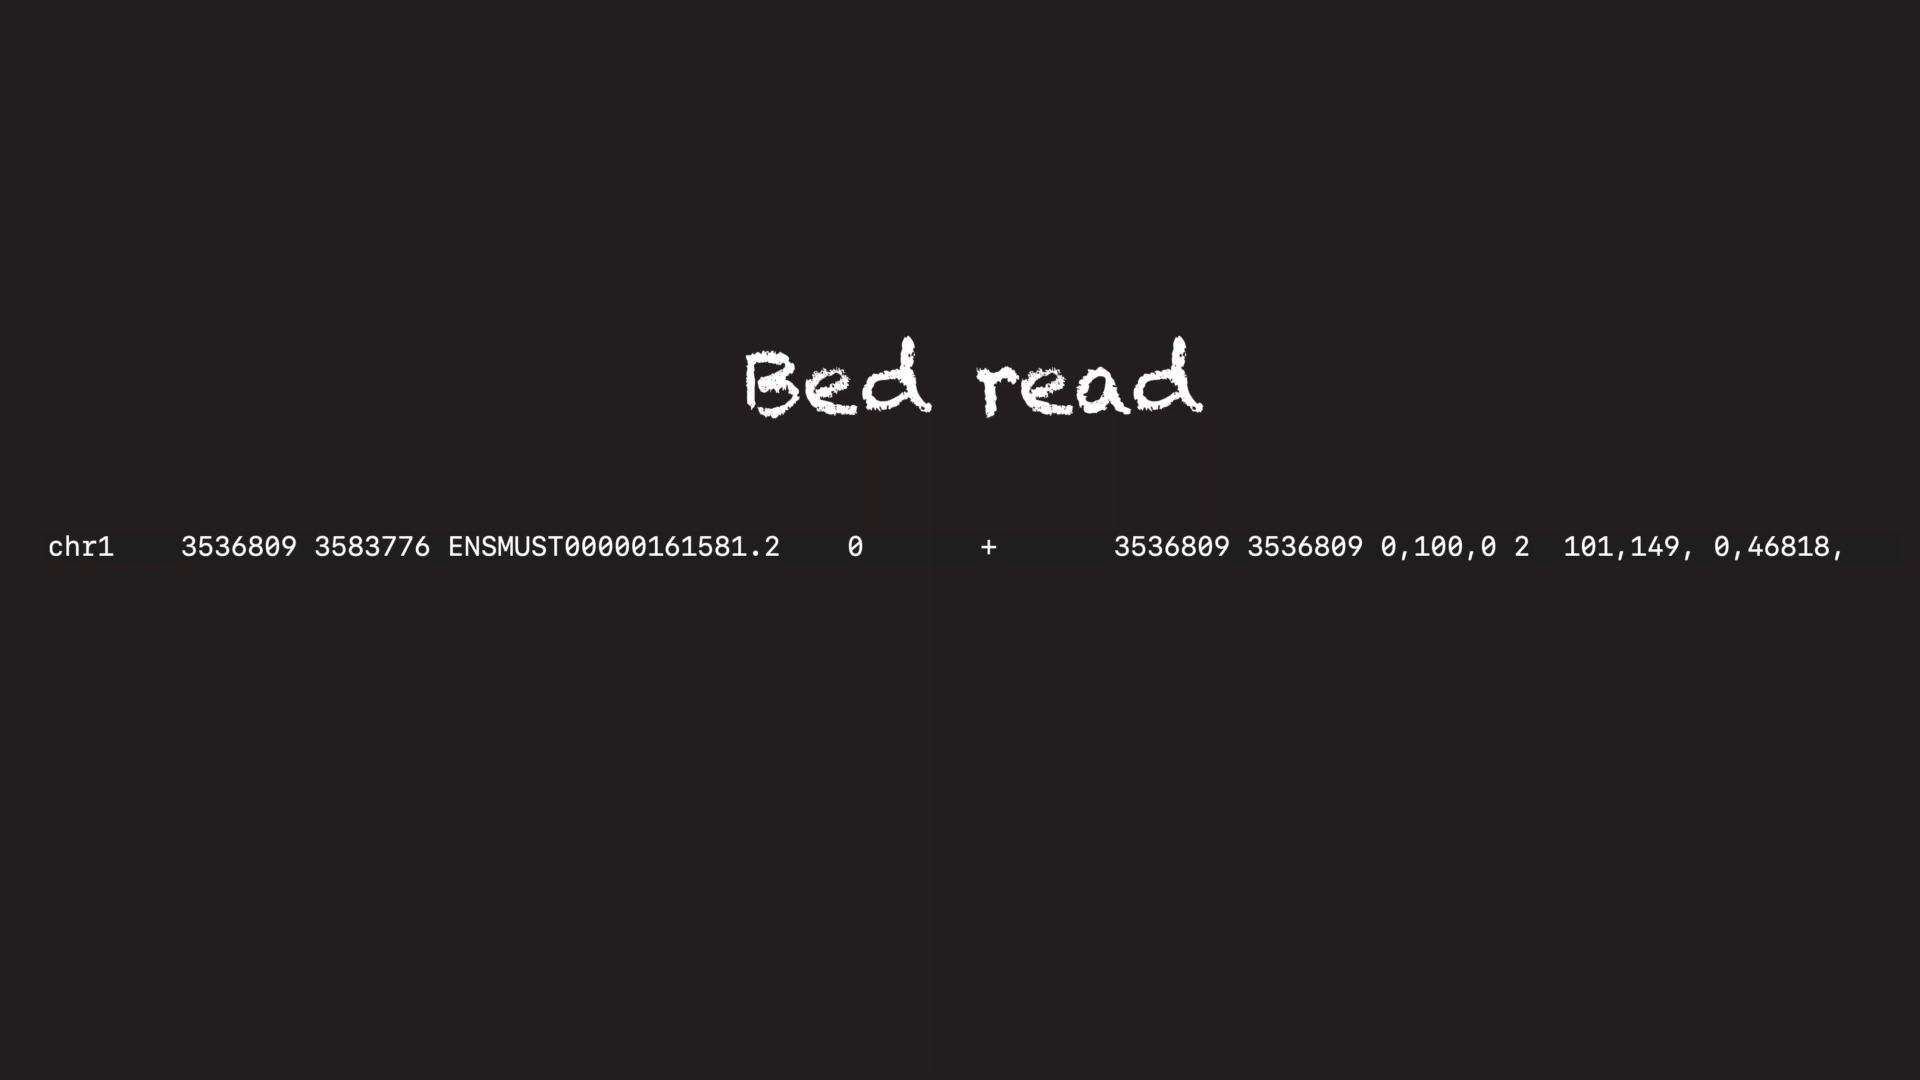 Bed read
chr1 3536809 3583776 ENSMUST00000161581.2 0 + 3536809 3536809 0,100,0 2 101,149, 0,46818,